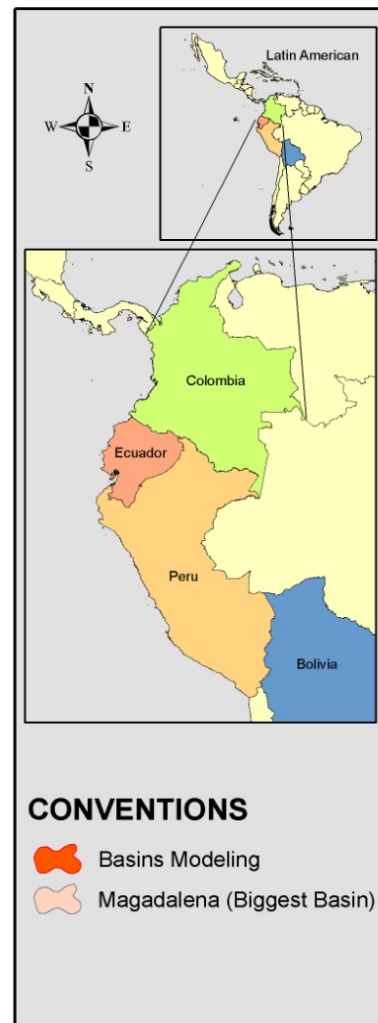 Latin American
N
W E
S
Colombia
Ecuador
Peru
Bolivia
CONVENTIONS
Basins Modeling
Magadalena (Biggest Basin)